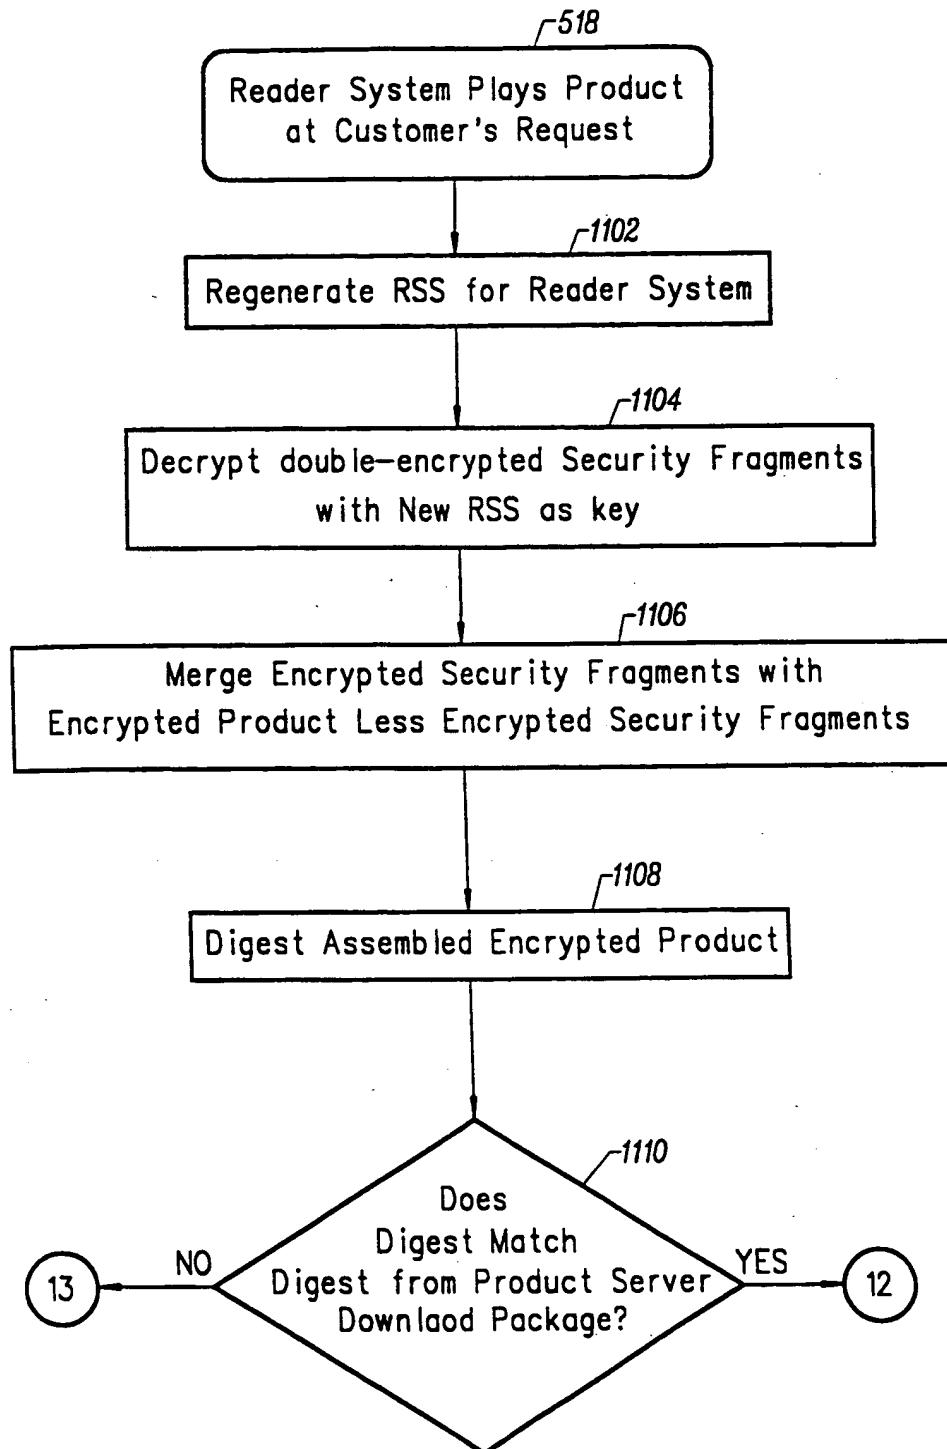 518
Reader System Plays Product
at Customer's Request
1102
Regenerate RSS for Reader System
1104
Decrypt double-encrypted Security Fragments
with New RSS as key
1106
Merge Encrypted Security Fragments with
Encrypted Product Less Encrypted Security Fragments
1108
Digest Assembled Encrypted Product
1110
Does
Digest Match
Digest from Product Server
Downlaod Package?
NO
YES
13
12